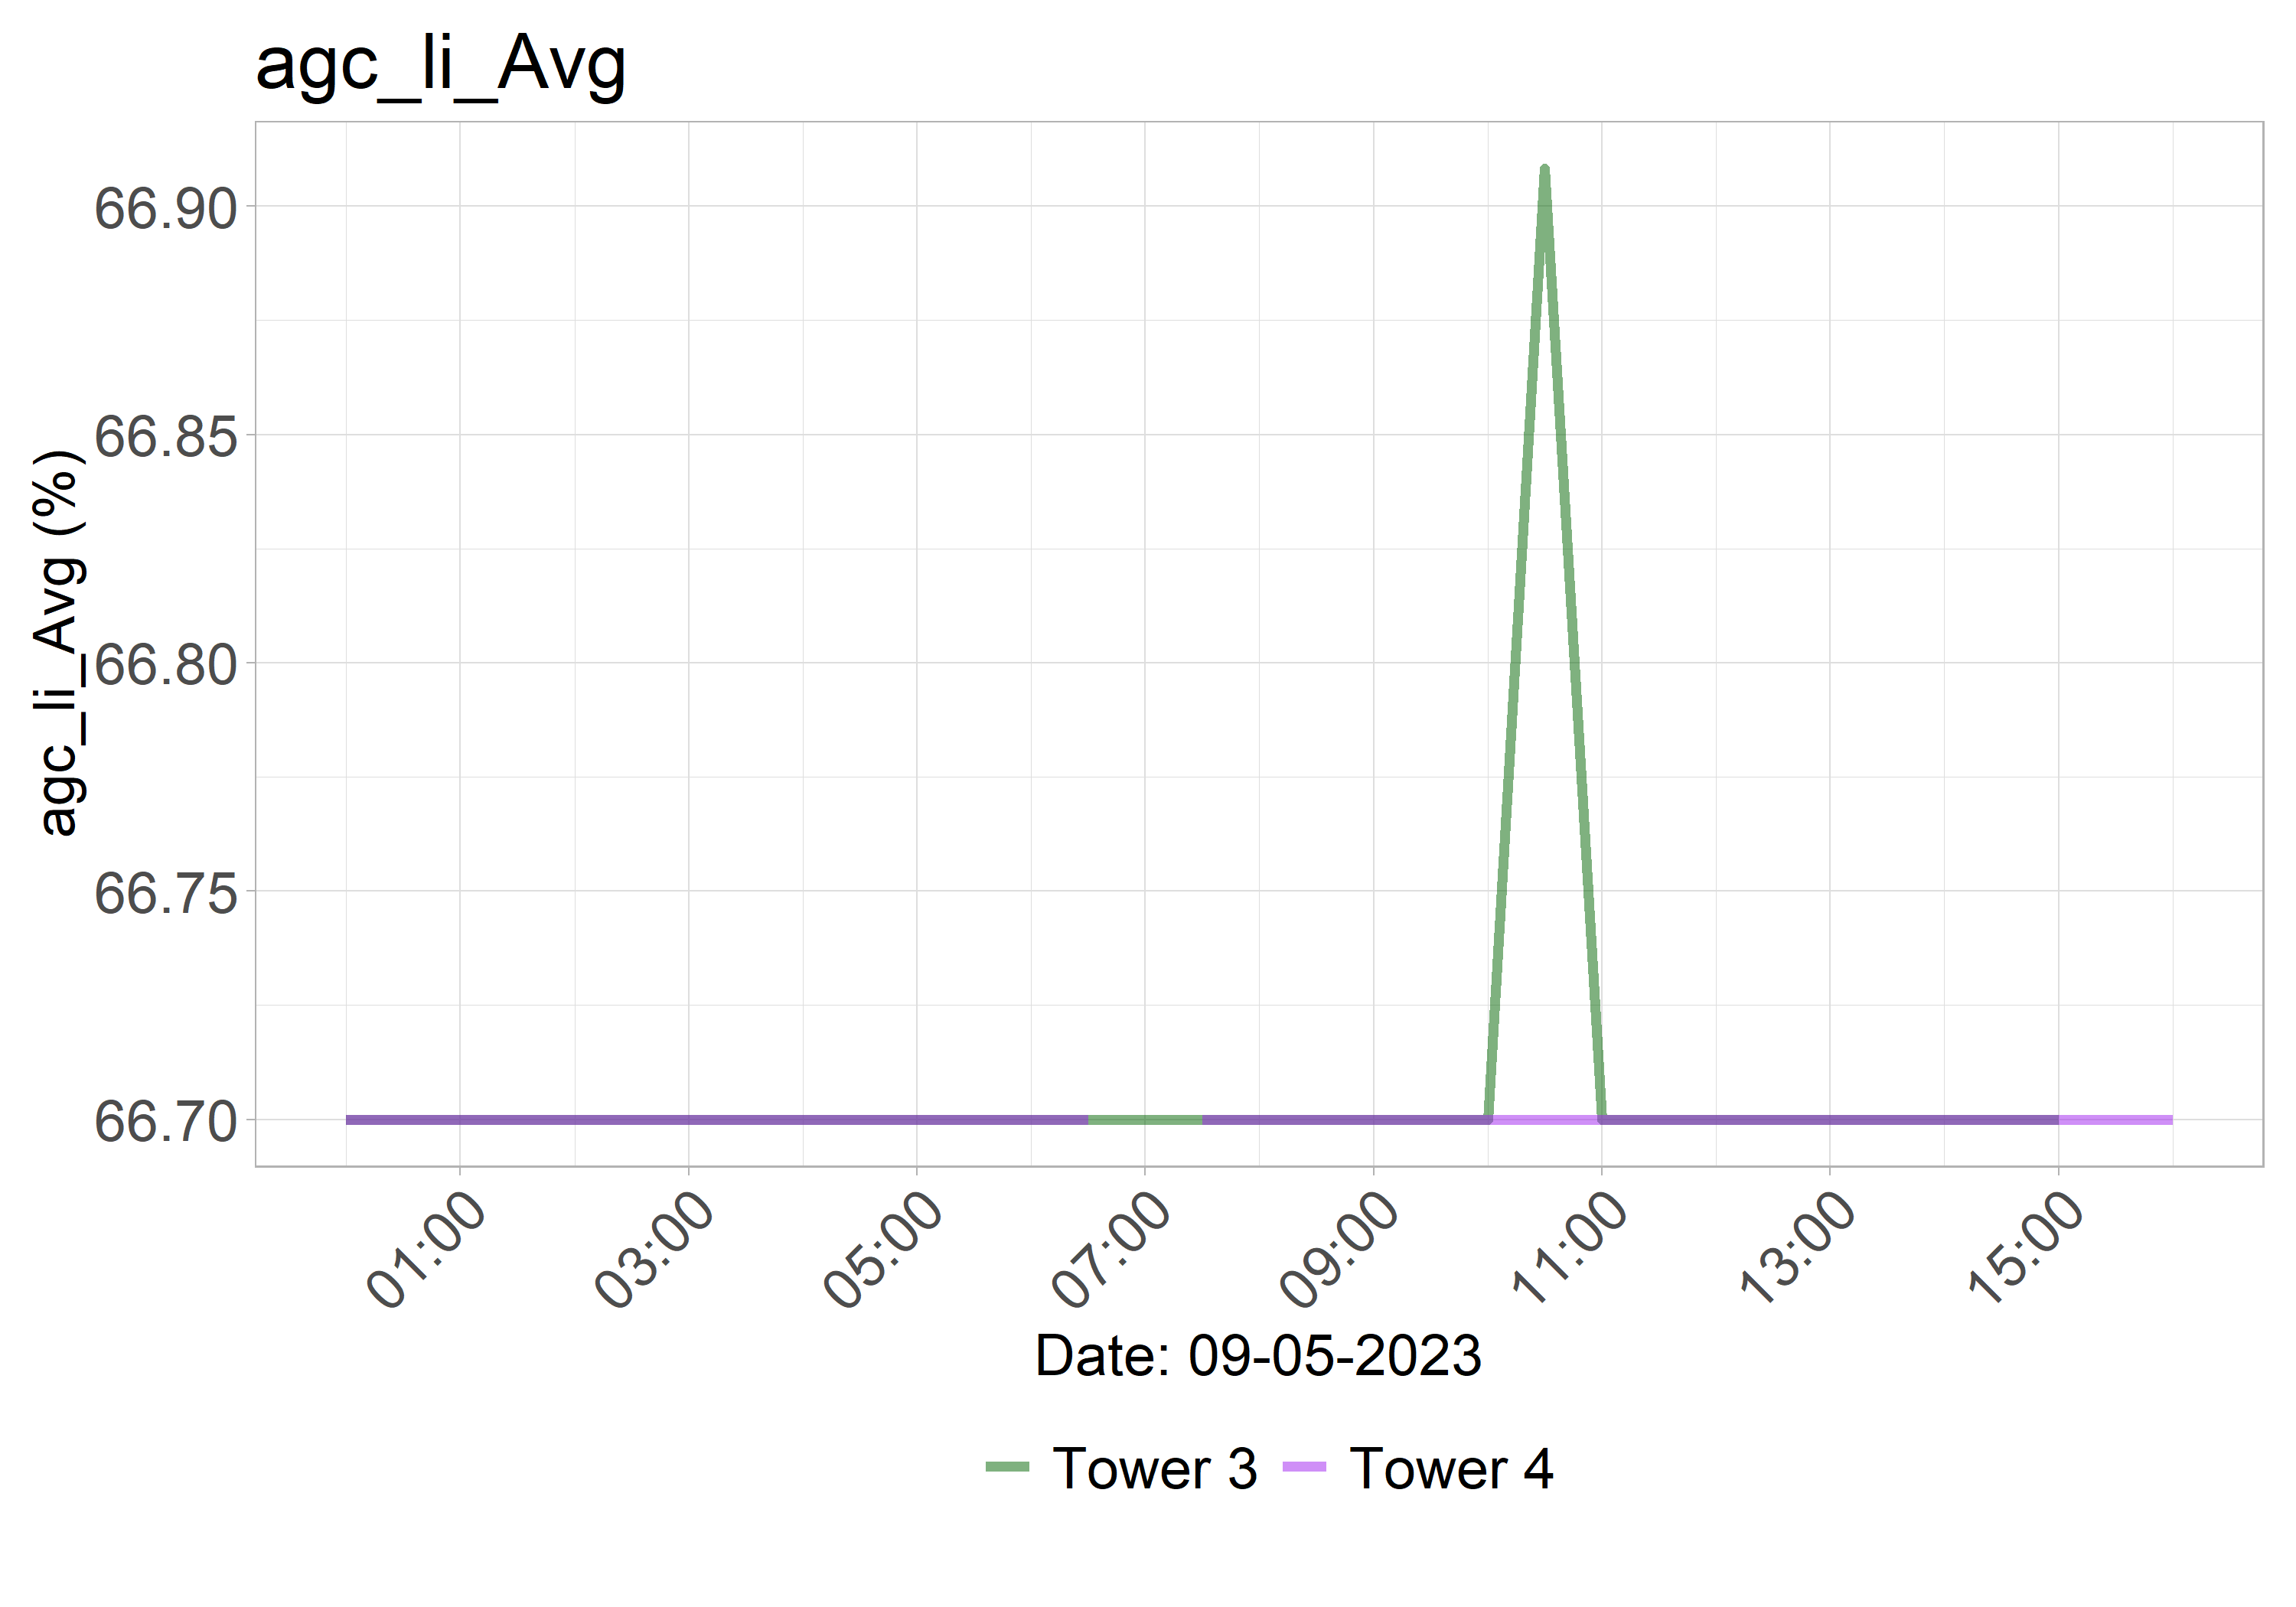 agc_li_Avg
agc_li_Avg (%)
66.90
66.85
66.80
66.75
66.70
01:00 03:00 05:00 07:00 09:00 11:00 13:00 15:00
Date: 09-05-2023
Tower 3 Tower 4